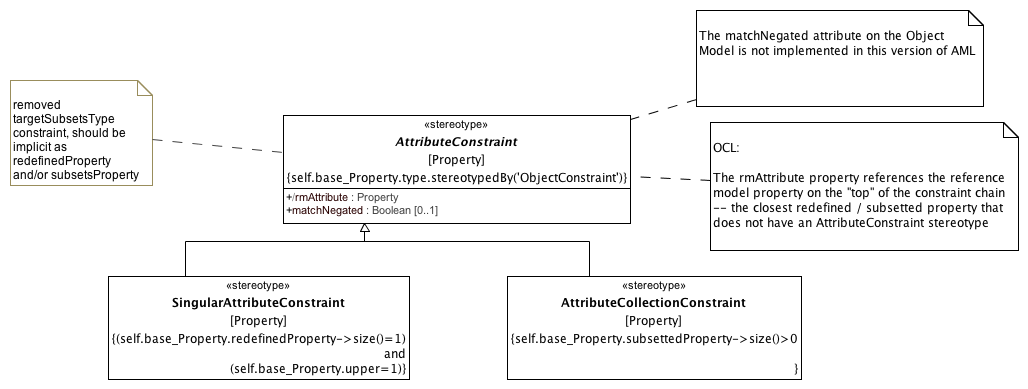 The matchNegated attribute on the Object
Model is not implemented in this version of AML
removed
targetSubsetsType
constraint, should be
implicit as
redefinedProperty
and/or subsetsProperty
«stereotype»
AttributeConstraint
[Property]
{self.base_Property.type.stereotypedBy('ObjectConstraint')}
+/rmAttribute : Property
+matchNegated : Boolean [0..1]
OCL:
The rmAttribute property references the reference
model property on the "top" of the constraint chain
-- the closest redefined / subsetted property that
does not have an AttributeConstraint stereotype
«stereotype»
SingularAttributeConstraint
[Property]
{(self.base_Property.redefinedProperty->size()=1)
and
(self.base_Property.upper=1)}
«stereotype»
AttributeCollectionConstraint
[Property]
{self.base_Property.subsettedProperty->size()>0
}